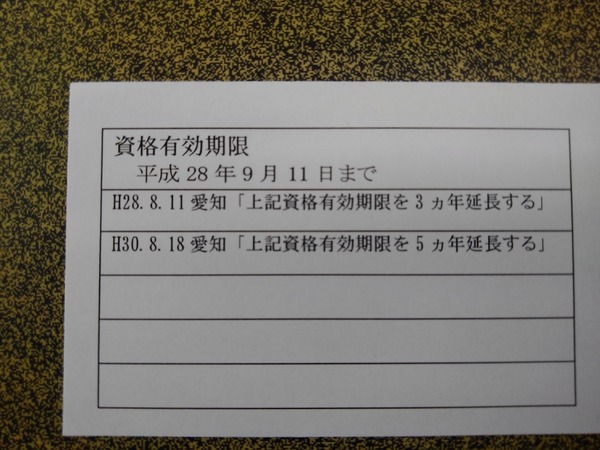 資格有効期限
平成 28 年 9 月 11 日まで
H28. 8. 11 愛知「上記資格有効期限を 3 ヵ年延長する」
H30. 8. 18 愛知「上記資格有効期限を 5 ヵ年延長する」